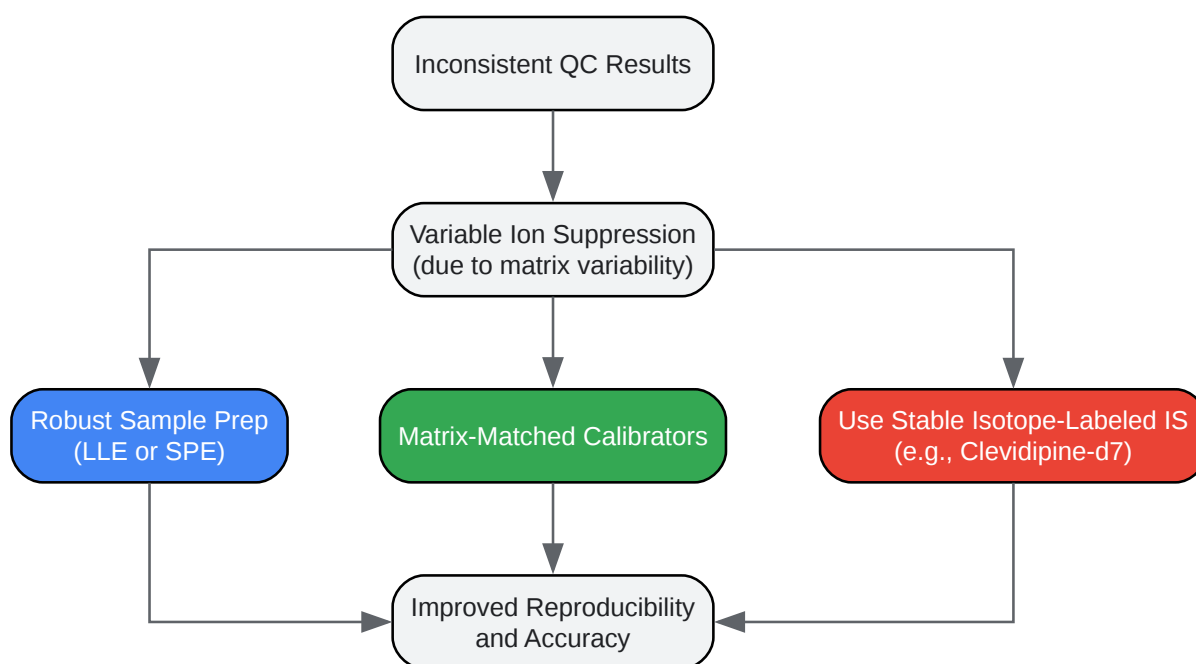 Inconsistent QC Results
Variable Ion Suppression
(due to matrix variability)
Robust Sample Prep
(LLE or SPE)
Matrix-Matched Calibrators
Use Stable Isotope-Labeled IS
(e.g., Clevidipine-d7)
Improved Reproducibility
and Accuracy